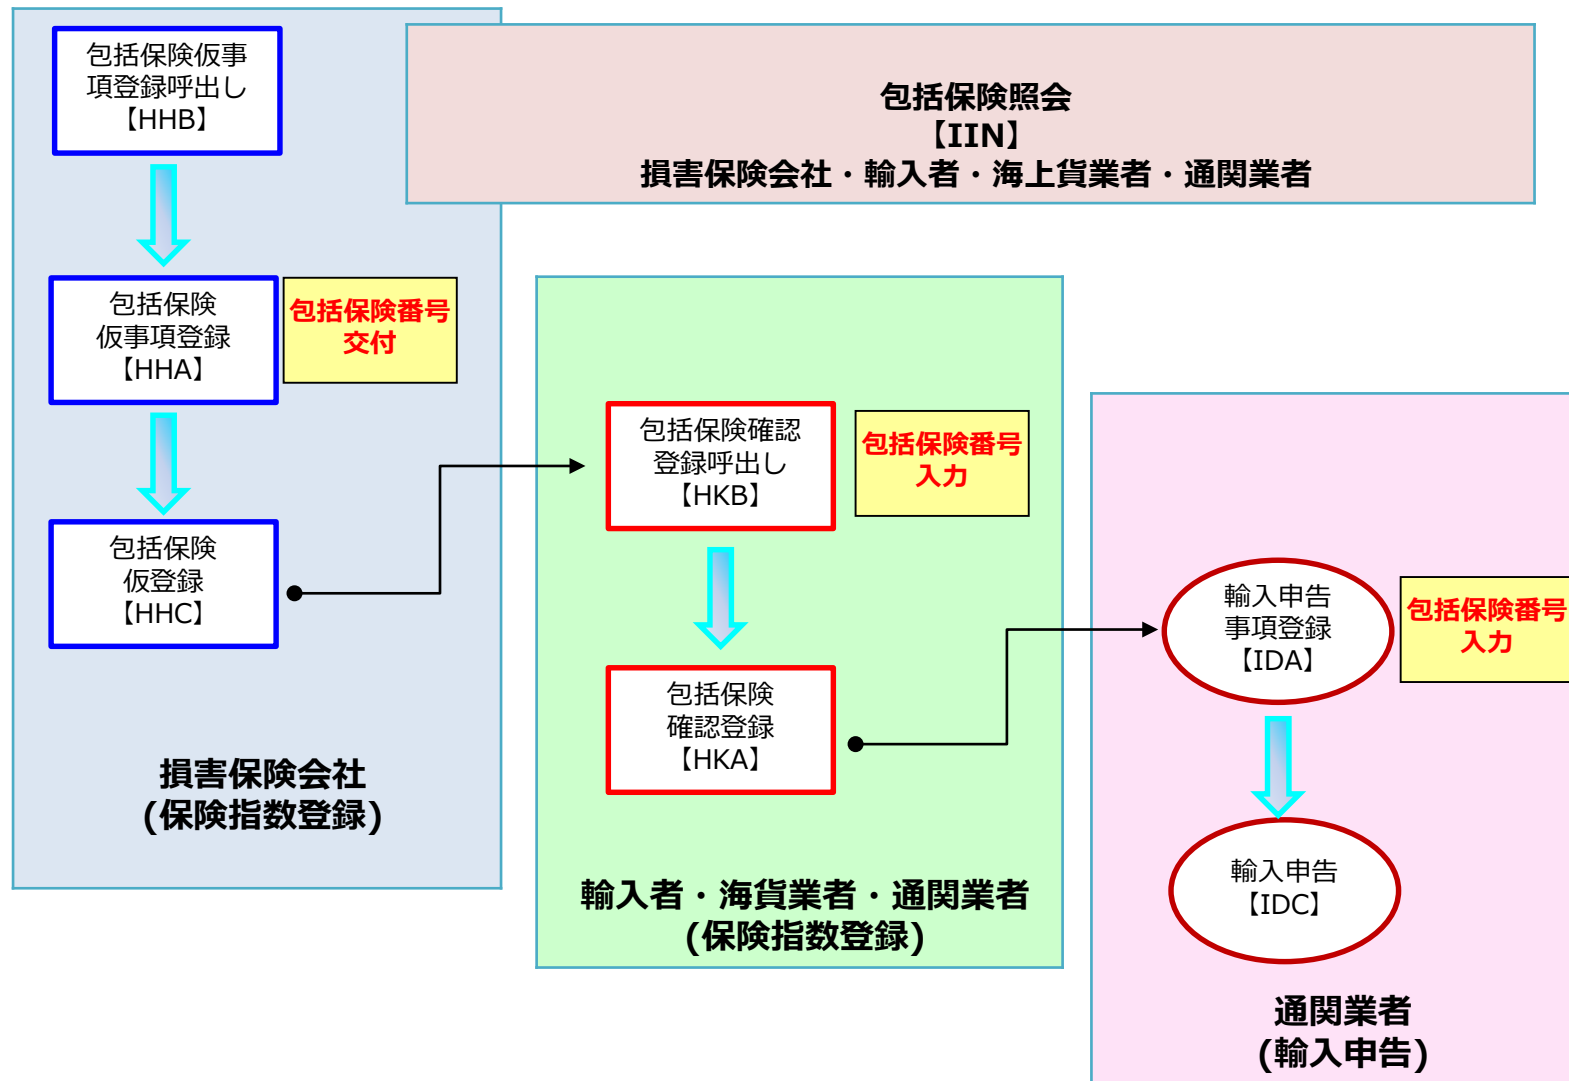 包括保険仮事
項登録呼出し
【HHB】
包括保険照会
【IIN】
損害保険会社・輸入者・海上貨業者・通関業者
包括保険
仮事項登録
【HHA】
包括保険番号
交付
包括保険
仮登録
【HHC】
損害保険会社
(保険指数登録)
包括保険確認
登録呼出し
【HKB】
包括保険番号
入力
包括保険
確認登録
【HKA】
輸入者・海貨業者・通関業者
(保険指数登録)
輸入申告
事項登録
【IDA】
包括保険番号
入力
輸入申告
【IDC】
通関業者
(輸入申告)